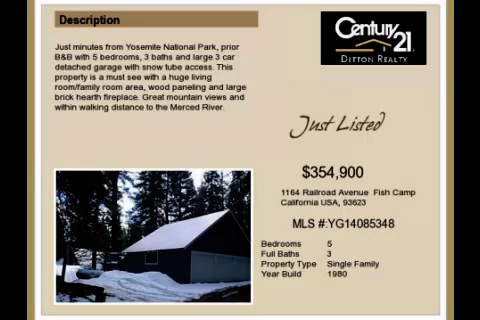 Description
Just minutes from Yosemite National Park, prior
B&B with 5 bedrooms, 3 baths and large 3 car
detached garage with snow tube access. This
property is a must see with a huge living
room/family room area, wood paneling and large
brick hearth fireplace. Great mountain views and
within walking distance to the Merced River.
Century 21
DITTON REALTY
Just Listed
$354,900
1164 Railroad Avenue Fish Camp
California USA, 93623
MLS #:YG14085348
Bedrooms 5
Full Baths 3
Property Type Single Family
Year Build 1980